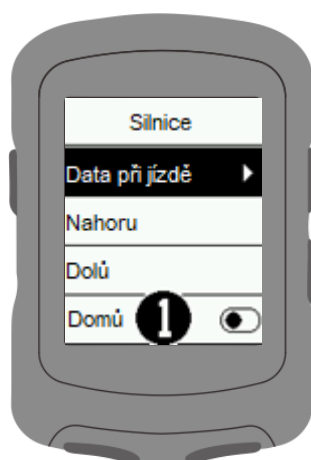 Silnice
Data při jízdě
Nahoru
Dolů
Domů 1